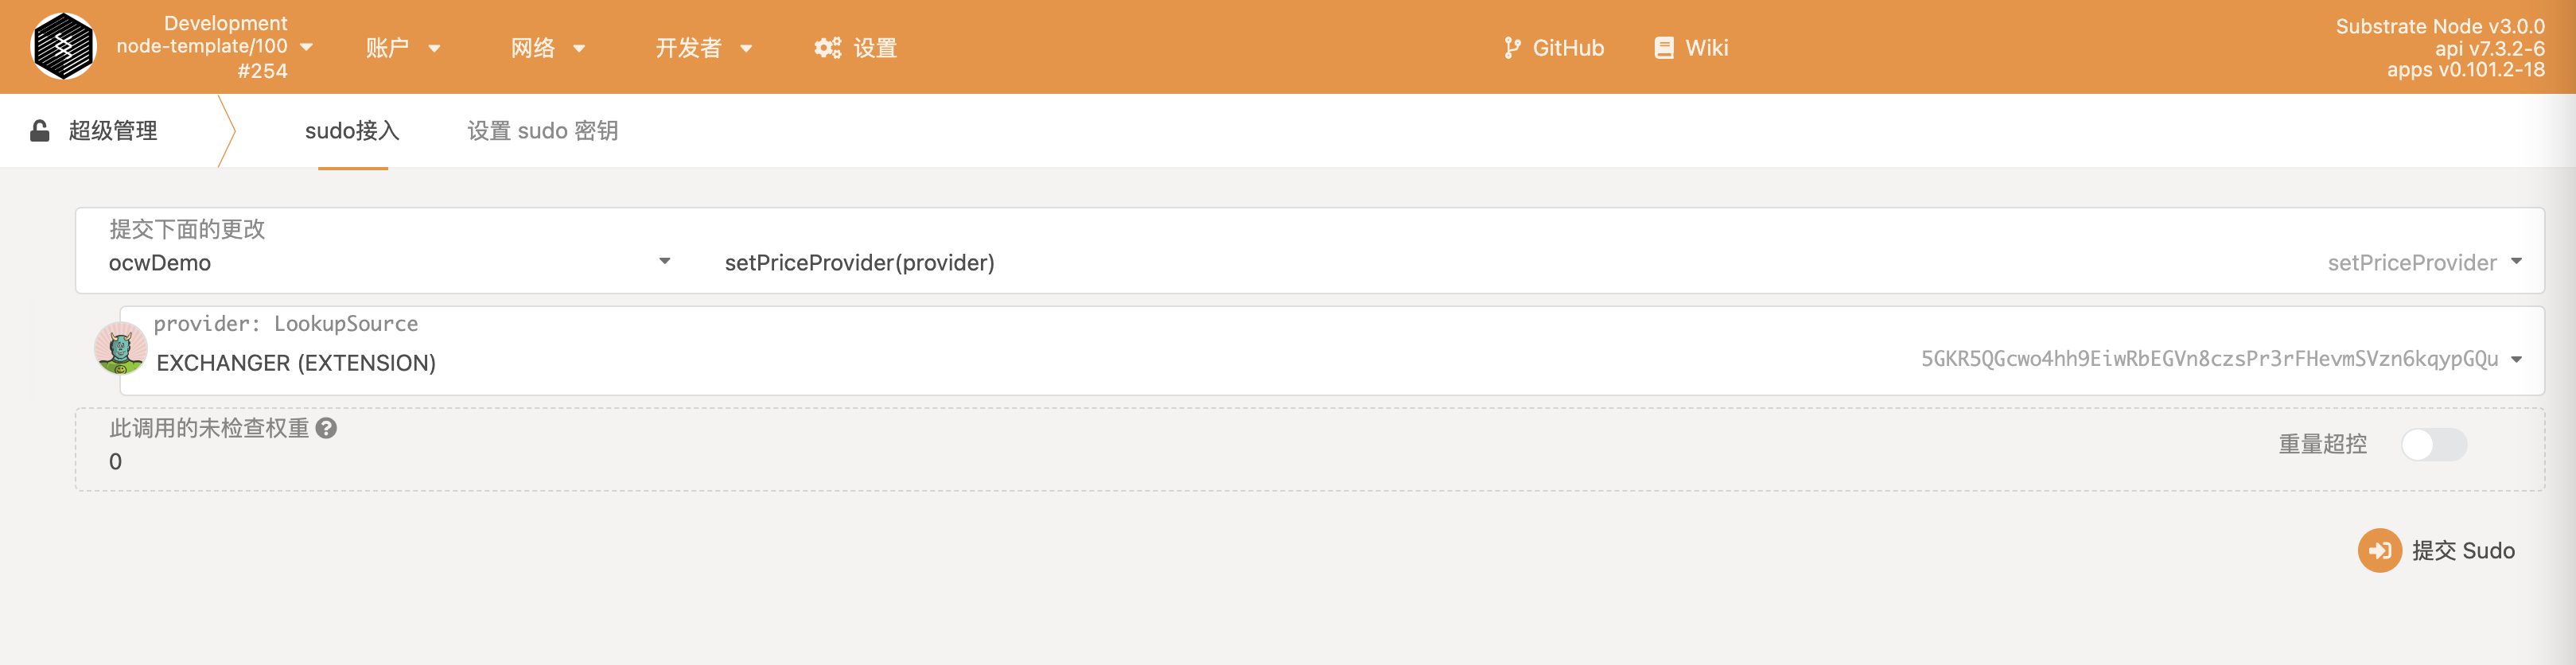 Development
node-template/100
#254
账户
网络
开发者
设置
GitHub
Wiki
Substrate Node v3.0.0
api v7.3.2-6
apps v0.101.2-18
超级管理
sudo接入
设置 sudo 密钥
提交下面的更改
ocwDemo
setPriceProvider(provider)
setPriceProvider
provider: LookupSource
EXCHANGER (EXTENSION)
5GKR5QGcwo4hh9EiwRbEGVn8czsPr3rFHevmSVzn6kqypGQu
此调用的未检查权重
0
重量超控
提交 Sudo